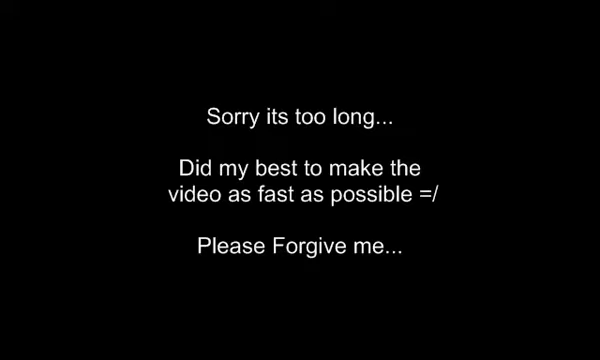 Sorry its too long...
Did my best to make the
video as fast as possible =/
Please Forgive me...